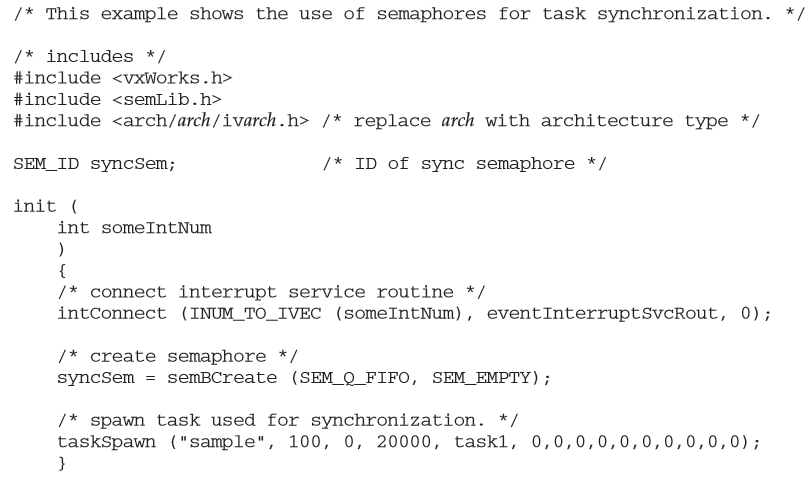 /* This example shows the use of semaphores for task synchronization. */
/* includes */
#include <vxWorks.h>
#include <semLib.h>
#include <arch/arch/ivarch.h> /* replace arch with architecture type */
SEM_ID syncSem; /* ID of sync semaphore */
init (
int someIntNum
)
{
/* connect interrupt service routine */
intConnect (INUM_TO_IVEC (someIntNum), eventInterruptSvcRout, 0);
/* create semaphore */
syncSem = semBCreate (SEM_Q_FIFO, SEM_EMPTY);
/* spawn task used for synchronization. */
taskSpawn ("sample", 100, 0, 20000, task1, 0,0,0,0,0,0,0,0,0,0);
}